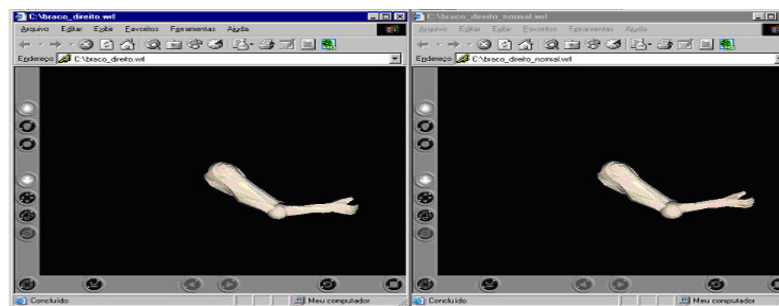 C:\braco_direito.wrl
Arquivo Editar Exibir Favoritos Ferramentas Ajuda
Endereço C:\braco_direito.wrl
Concluído Meu computador
C:\braco_direito_normal.wrl
Arquivo Editar Exibir Favoritos Ferramentas Ajuda
Endereço C:\braco_direito_normal.wrl
Concluído Meu computador